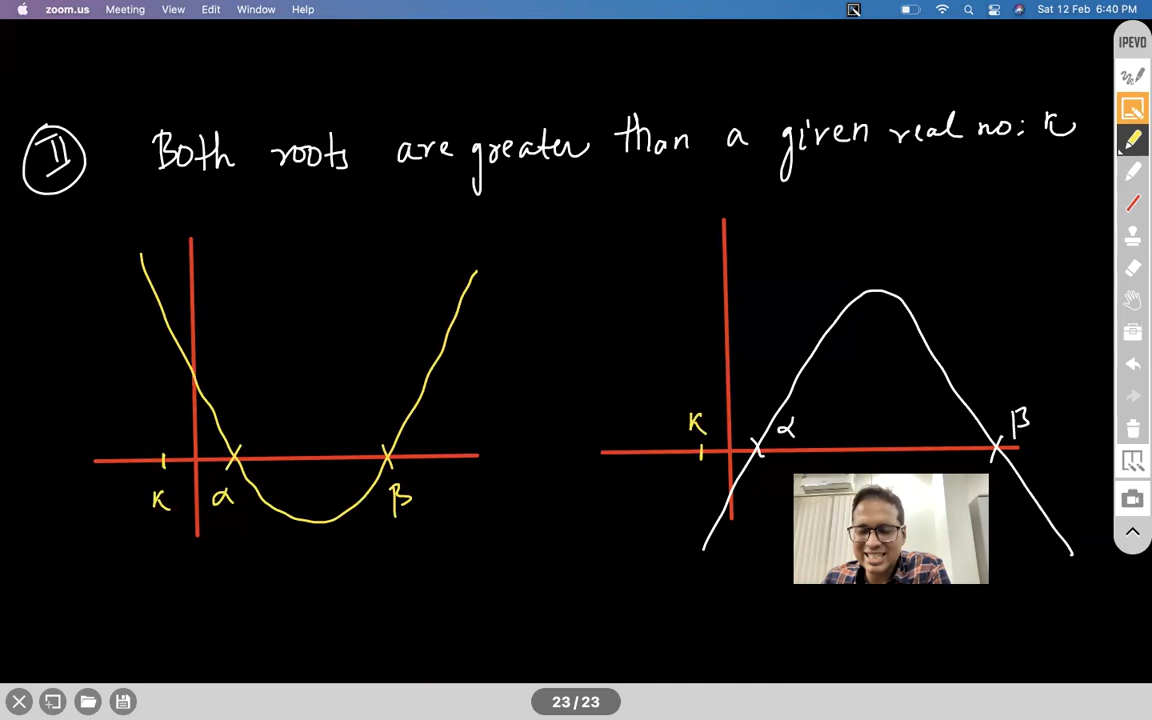 zoom.us Meeting View Edit Window Help Sat 12 Feb 6:40 PM
IPEVO
II Both roots are greater than a given real no: K
K α β
K α β
23/23